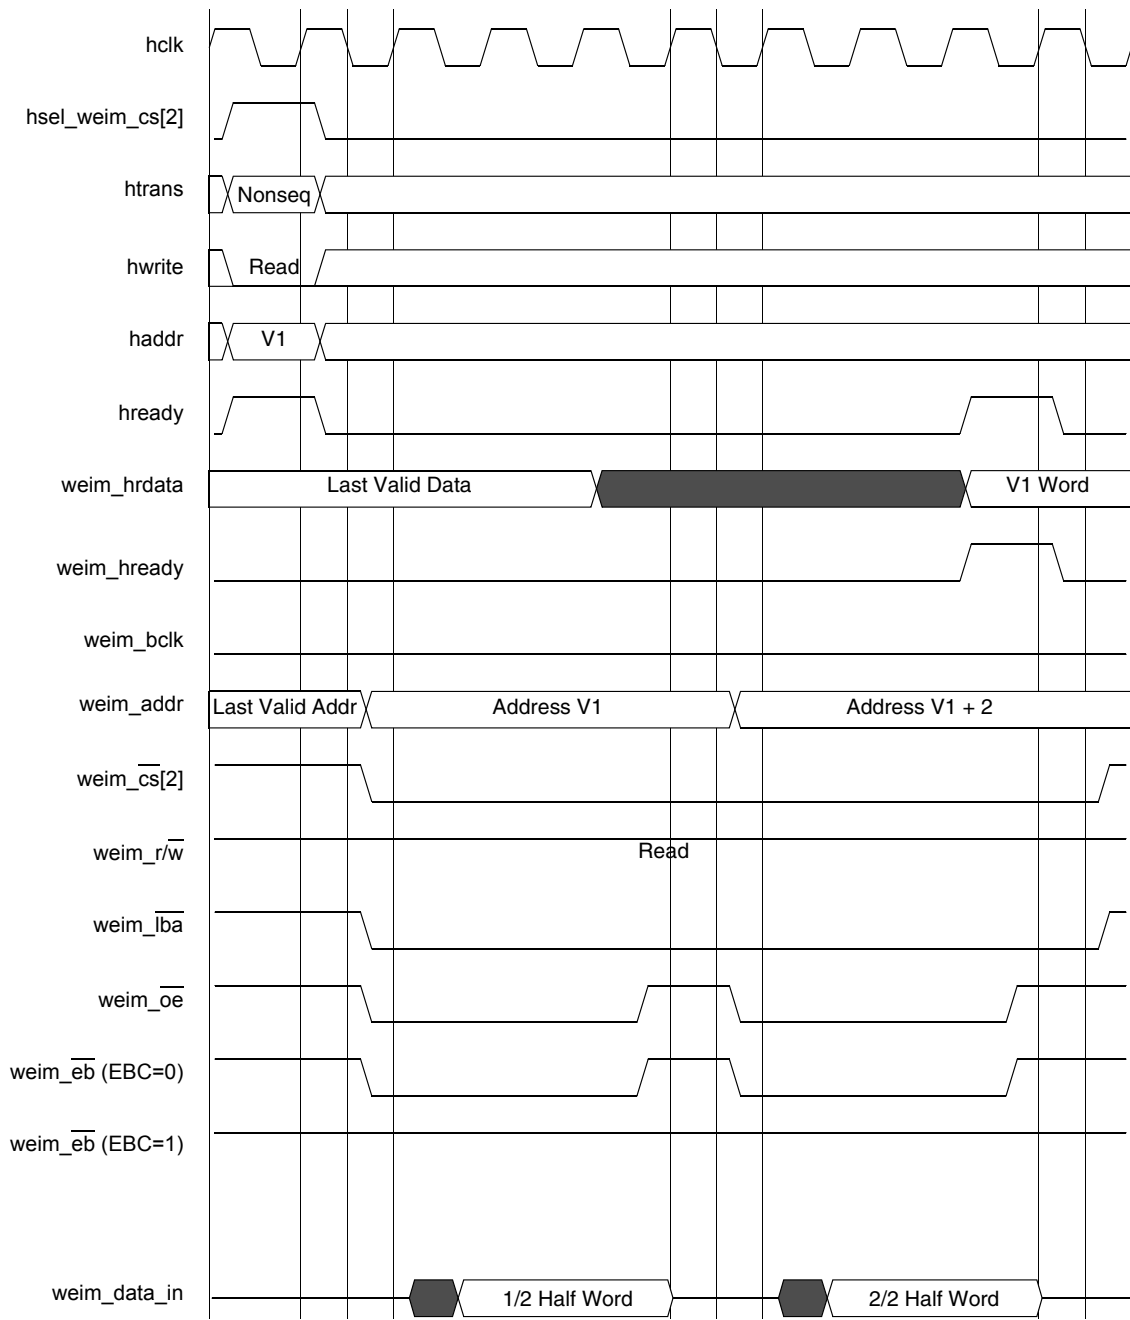 hclk
hsel_weim_cs[2]
htrans
Nonseq
hwrite
Read
haddr
V1
hready
weim_hrdata
Last Valid Data
V1 Word
weim_hready
weim_bclk
weim_addr
Last Valid Addr
Address V1
Address V1 + 2
weim_cs[2]
weim_r/w
Read
weim_lba
weim_oe
weim_eb (EBC=0)
weim_eb (EBC=1)
weim_data_in
1/2 Half Word
2/2 Half Word